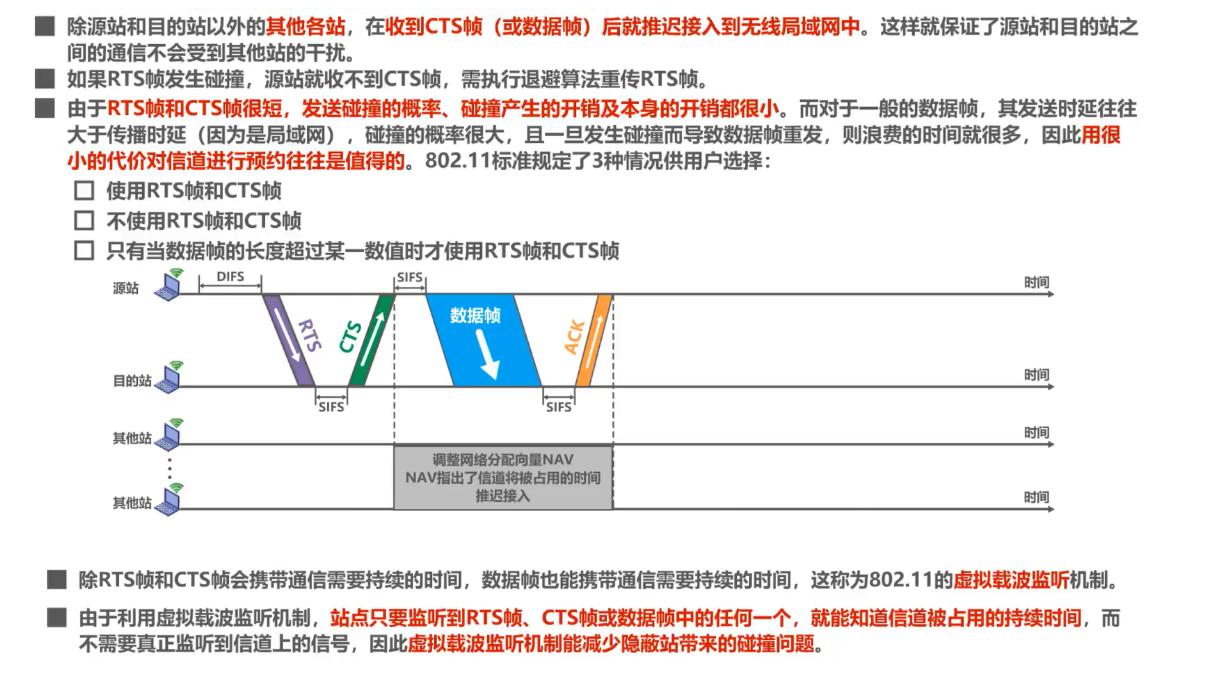 除源站和目的站以外的其他各站，在收到CTS帧（或数据帧）后就推迟接入到无线局域网中。这样就保证了源站和目的站之
间的通信不会受到其他站的干扰。
如果RTS帧发生碰撞，源站就收不到CTS帧，需执行退避算法重传RTS帧。
由于RTS帧和CTS帧很短，发送碰撞的概率、碰撞产生的开销及本身的开销都很小。而对于一般的数据帧，其发送时延往往
大于传播时延（因为是局域网），碰撞的概率很大，且一旦发生碰撞而导致数据帧重发，则浪费的时间就很多，因此用很
小的代价对信道进行预约往往是值得的。802.11标准规定了3种情况供用户选择：
使用RTS帧和CTS帧
不使用RTS帧和CTS帧
只有当数据帧的长度超过某一数值时才使用RTS帧和CTS帧
源站
DIFS
SIFS
时间
RTS
CTS
数据帧
ACK
目的站
时间
SIFS
SIFS
其他站
时间
调整网络分配向量NAV
NAV指出了信道将被占用的时间
推迟接入
其他站
时间
除RTS帧和CTS帧会携带通信需要持续的时间，数据帧也能携带通信需要持续的时间，这称为802.11的虚拟载波监听机制。
由于利用虚拟载波监听机制，站点只要监听到RTS帧、CTS帧或数据帧中的任何一个，就能知道信道被占用的持续时间，而
不需要真正监听到信道上的信号，因此虚拟载波监听机制能减少隐蔽站带来的碰撞问题。